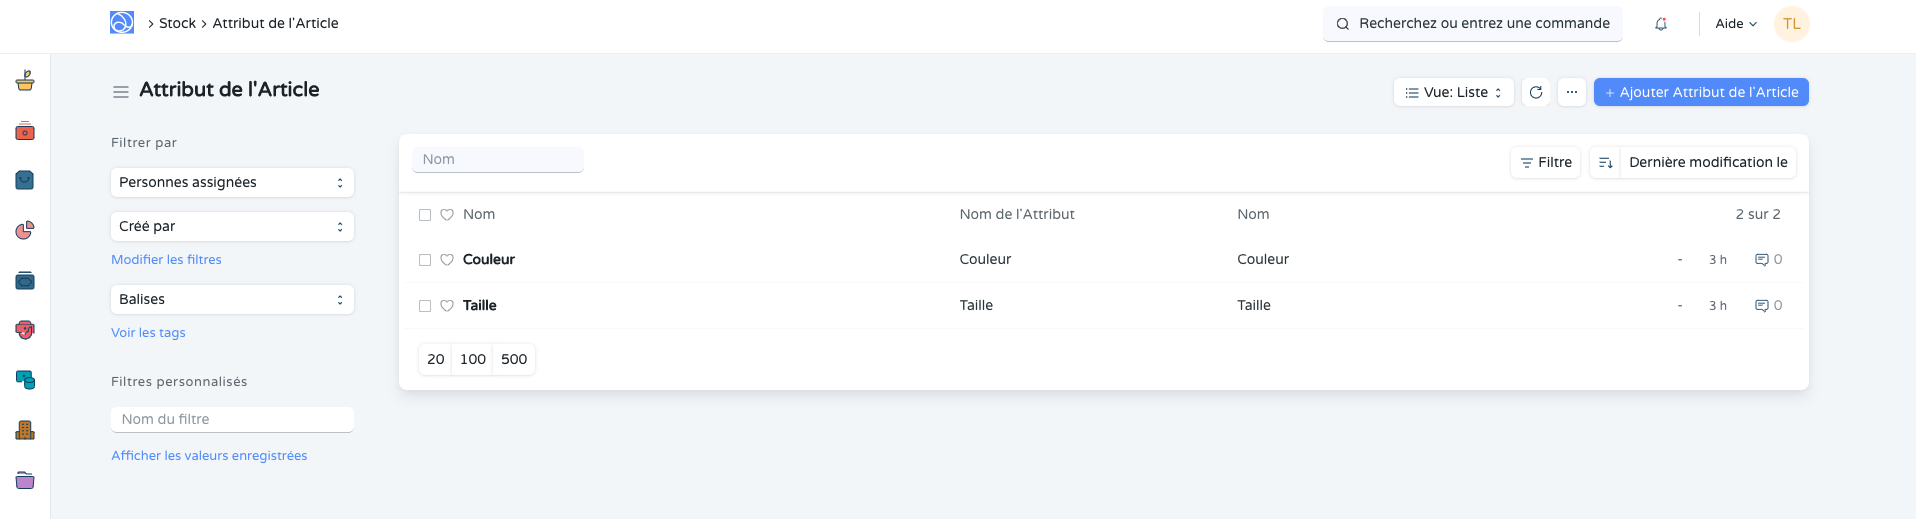 Stock Attribut de l'Article
Recherchez ou entrez une commande
Aide
TL
Attribut de l'Article
Vue: Liste
+ Ajouter Attribut de l'Article
Filtrer par
Personnes assignées
Créé par
Modifier les filtres
Balises
Voir les tags
Filtres personnalisés
Nom du filtre
Afficher les valeurs enregistrées
Nom
Filtre
Dernière modification le
Nom Nom de l'Attribut Nom 2 sur 2
Couleur Couleur Couleur - 3 h 0
Taille Taille Taille - 3 h 0
20 100 500